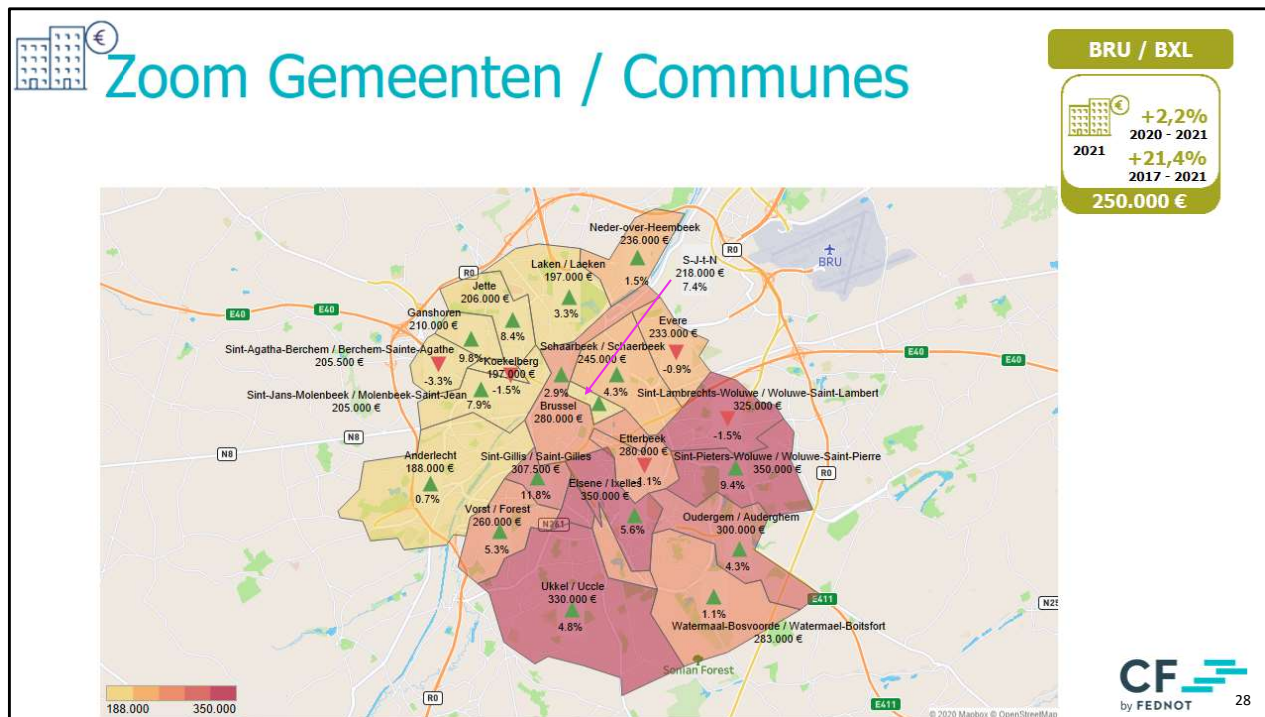 €
Zoom Gemeenten / Communes
BRU / BXL
€
+2,2%
2020 - 2021
2021
+21,4%
2017 - 2021
250.000 €
Neder-over-Heembeek
236.000 €
1.5%
S-J-t-N
218.000 €
7.4%
R0
BRU
Laken / Laeken
197.000 €
3.3%
R0
Jette
206.000 €
8.4%
E40
E40
Ganshoren
210.000 €
9.8%
Evere
233.000 €
-0.9%
Sint-Agatha-Berchem / Berchem-Sainte-Agathe
205.500 €
-3.3%
Koekelberg
197.000 €
-1.5%
Schaarbeek / Schaerbeek
245.000 €
4.3%
E40
E40
Sint-Jans-Molenbeek / Molenbeek-Saint-Jean
205.000 €
7.9%
2.9%
Brussel
280.000 €
Sint-Lambrechts-Woluwe / Woluwe-Saint-Lambert
325.000 €
-1.5%
N8
N8
Etterbeek
280.000 €
-1.1%
Anderlecht
188.000 €
0.7%
Sint-Gillis / Saint-Gilles
307.500 €
11.8%
Sint-Pieters-Woluwe / Woluwe-Saint-Pierre
350.000 €
9.4%
R0
Elsene / Ixelles
350.000 €
5.6%
Vorst / Forest
260.000 €
5.3%
N261
Oudergem / Auderghem
300.000 €
4.3%
Ukkel / Uccle
330.000 €
4.8%
1.1%
Watermaal-Bosvoorde / Watermael-Boitsfort
283.000 €
E411
N25
Sonian Forest
R0
E411
188.000
350.000
© 2020 Mapbox © OpenStreetMap
CF
by FEDNOT
28